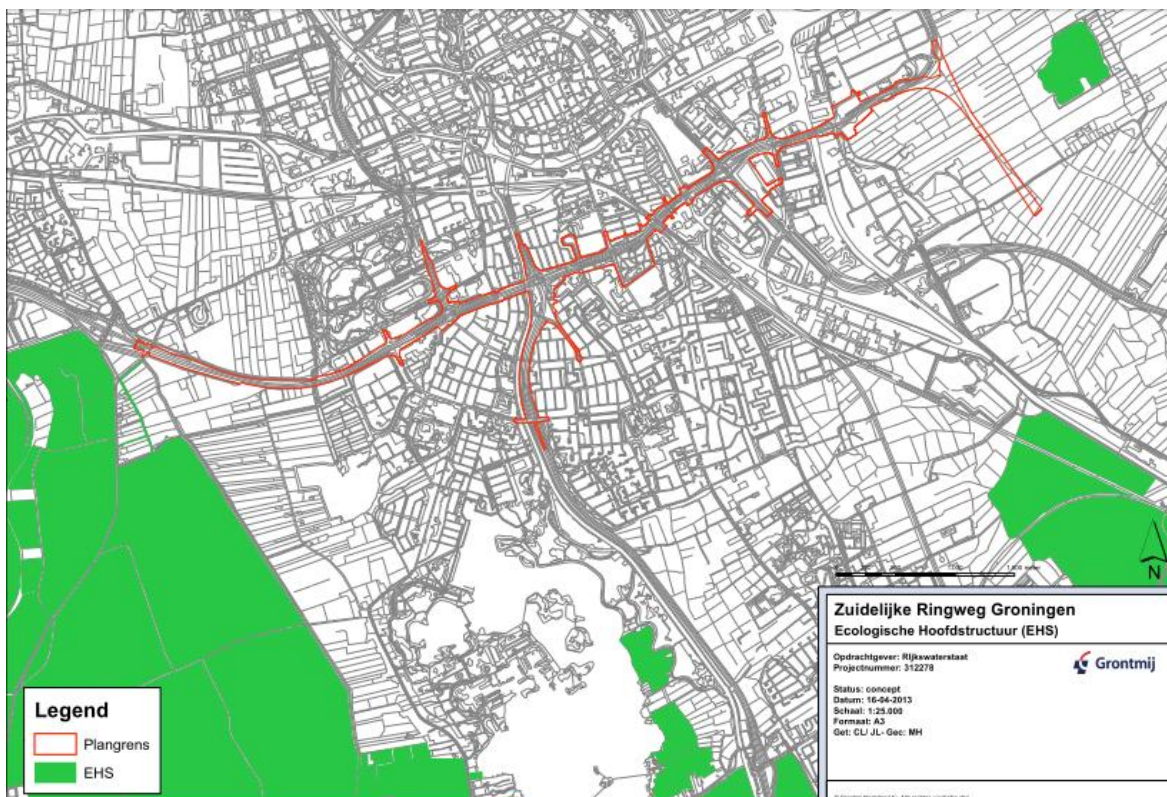 N
Zuidelijke Ringweg Groningen
Ecologische Hoofdstructuur (EHS)
Opdrachtgever: Rijkswaterstaat
Projectnummer: 312278
Grontmij
Status: concept
Datum: 16-04-2013
Schaal: 1:25.000
Formaat: A3
Get: CL/ JL- Gec: MH
Legend
Plangrens
EHS